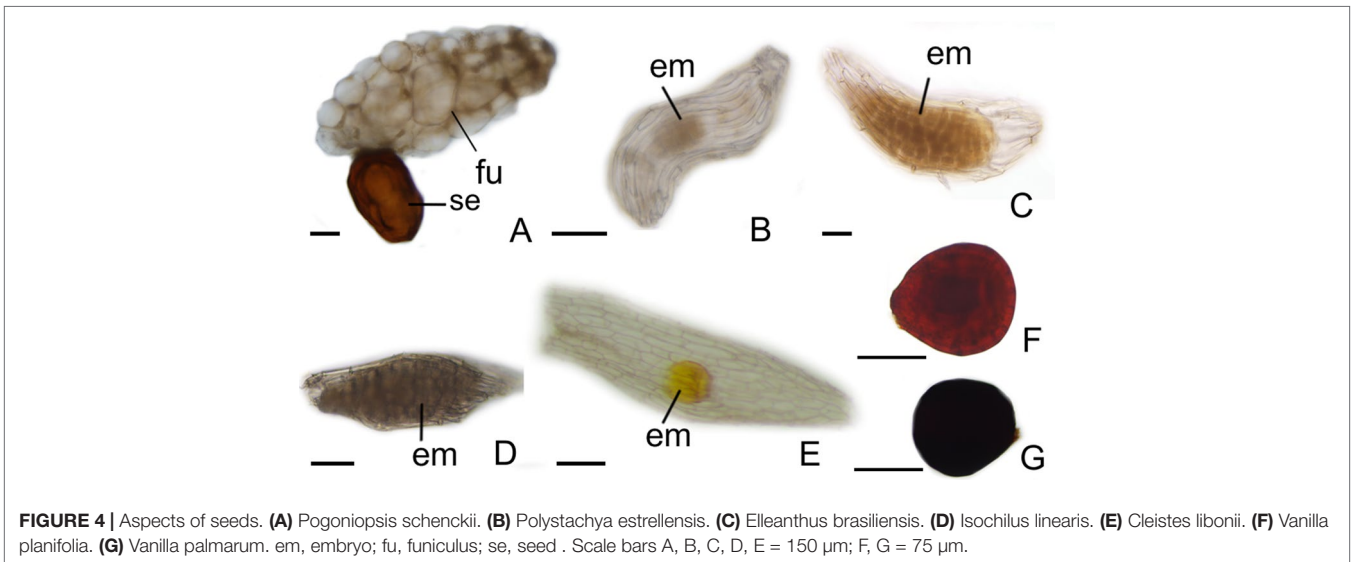 em
em
fu
se
A
B
C
F
em
D
em
E
G
FIGURE 4 | Aspects of seeds. (A) Pogoniopsis schenckii. (B) Polystachya estrellensis. (C) Elleanthus brasiliensis. (D) Isochilus linearis. (E) Cleistes libonii. (F) Vanilla
planifolia. (G) Vanilla palmarum. em, embryo; fu, funiculus; se, seed . Scale bars A, B, C, D, E = 150 µm; F, G = 75 µm.